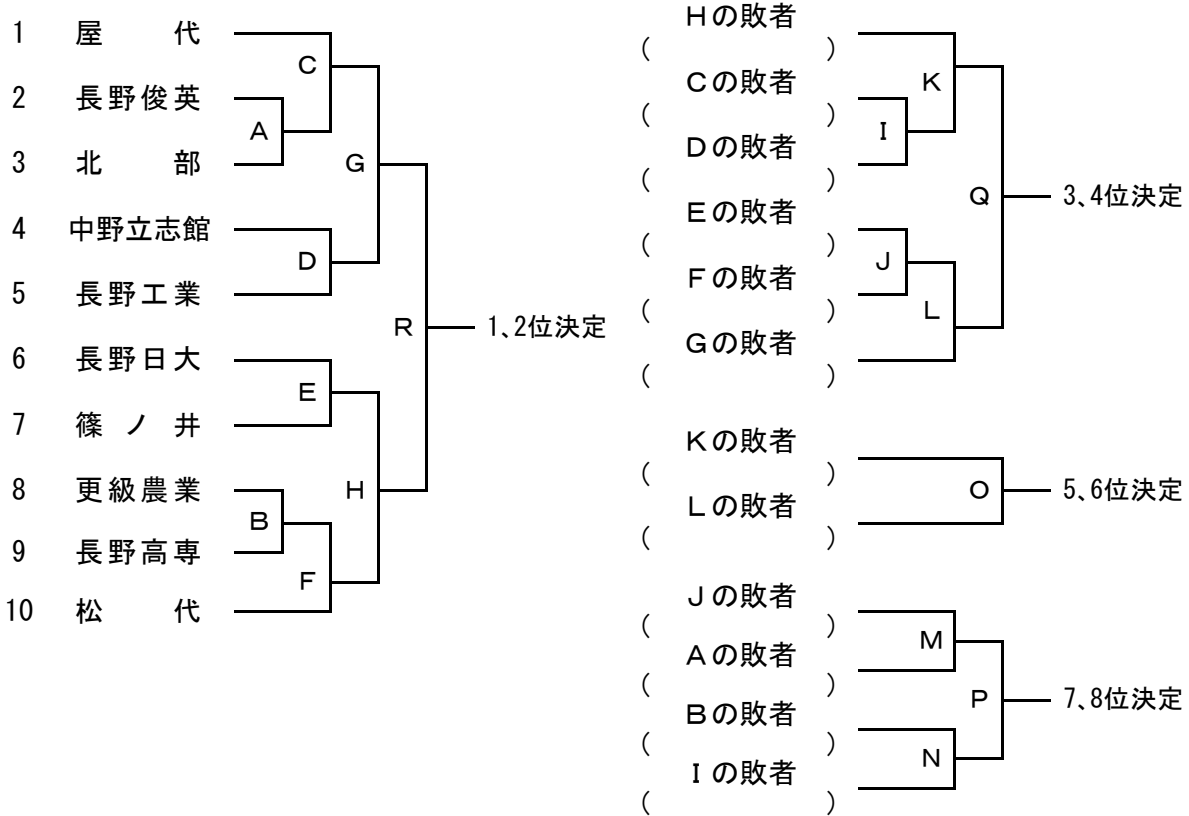 1 屋代
2 長野俊英
3 北部
4 中野立志館
5 長野工業
6 長野日大
7 篠ノ井
8 更級農業
9 長野高専
10 松代
A
B
C
D
E
F
G
H
R
1、2位決定
Hの敗者
( )
Cの敗者
( )
Dの敗者
( )
Eの敗者
( )
Fの敗者
( )
Gの敗者
( )
I
J
K
L
Q
3、4位決定
Kの敗者
( )
Lの敗者
( )
O
5、6位決定
Jの敗者
( )
Aの敗者
( )
Bの敗者
( )
Iの敗者
( )
M
N
P
7、8位決定